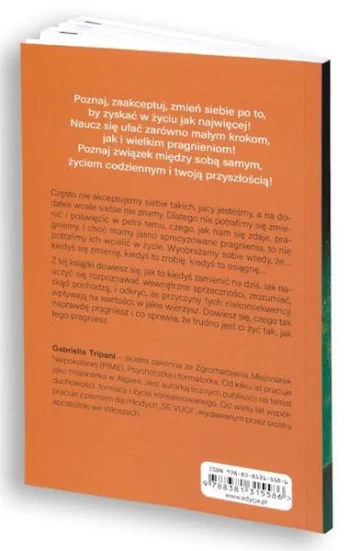 Poznaj, zaakceptuj, zmień siebie po to,
by zyskać w życiu jak najwięcej!
Naucz się ufać zarówno małym krokom,
jak i wielkim pragnieniom!
Poznaj związek między sobą samym,
życiem codziennym i twoją przyszłością!
Często nie akceptujemy siebie takich, jacy jesteśmy, a na do-
datek wcale siebie nie znamy. Dlatego nie potrafimy się zmie-
nić i poświęcić w pełni temu, czego, jak nam się zdaje, pra-
gniemy. I choć mamy jasno sprecyzowane pragnienia, to nie
potrafimy ich wcielić w życie. Wyobrażamy sobie wtedy, że...
kiedyś się zmienię, kiedyś to zrobię, kiedyś to osiągnę...
Z tej książki dowiesz się, jak to kiedyś zamienić na dziś. Jak na-
uczyć się rozpoznawać wewnętrzne sprzeczności, zrozumieć,
skąd pochodzą, i odkryć, że przyczyny tych niekonsekwencji
wpływają na wartości, w jakie wierzysz. Dowiesz się, czego tak
naprawdę pragniesz i co sprawia, że trudno jest ci żyć tak, jak
tego pragniesz.
Gabriella Tripani – siostra zakonna ze Zgromadzenia Misjonarek
Niepokalanej (PIME). Psycholożka i formatorka. Od kilku lat pracuje
jako misjonarka w Algierii. Jest autorką licznych publikacji na temat
duchowości, formacji i życia konsekrowanego. Od wielu lat współ-
pracuje z pismem dla młodych „SE VUOI”, wydawanym przez siostry
apostolinki we Włoszech.
ISBN 978-83-8131-558-6
9 788381 315586 >
www.edycja.pl